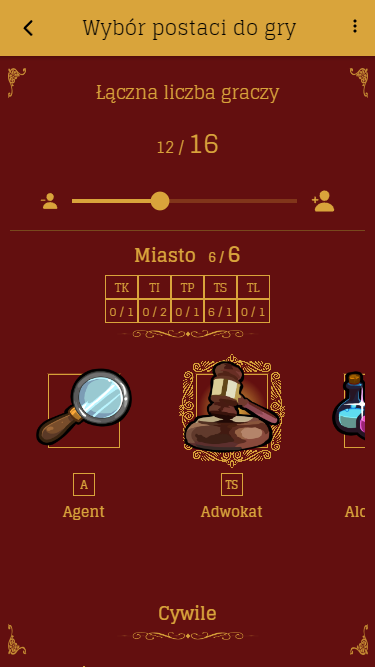 Wybór postaci do gry
Łączna liczba graczy
12 / 16
Miasto 6 / 6
TK TI TP TS TL
0 / 1 0 / 2 0 / 1 6 / 1 0 / 1
A TS
Agent Adwokat
Cywile